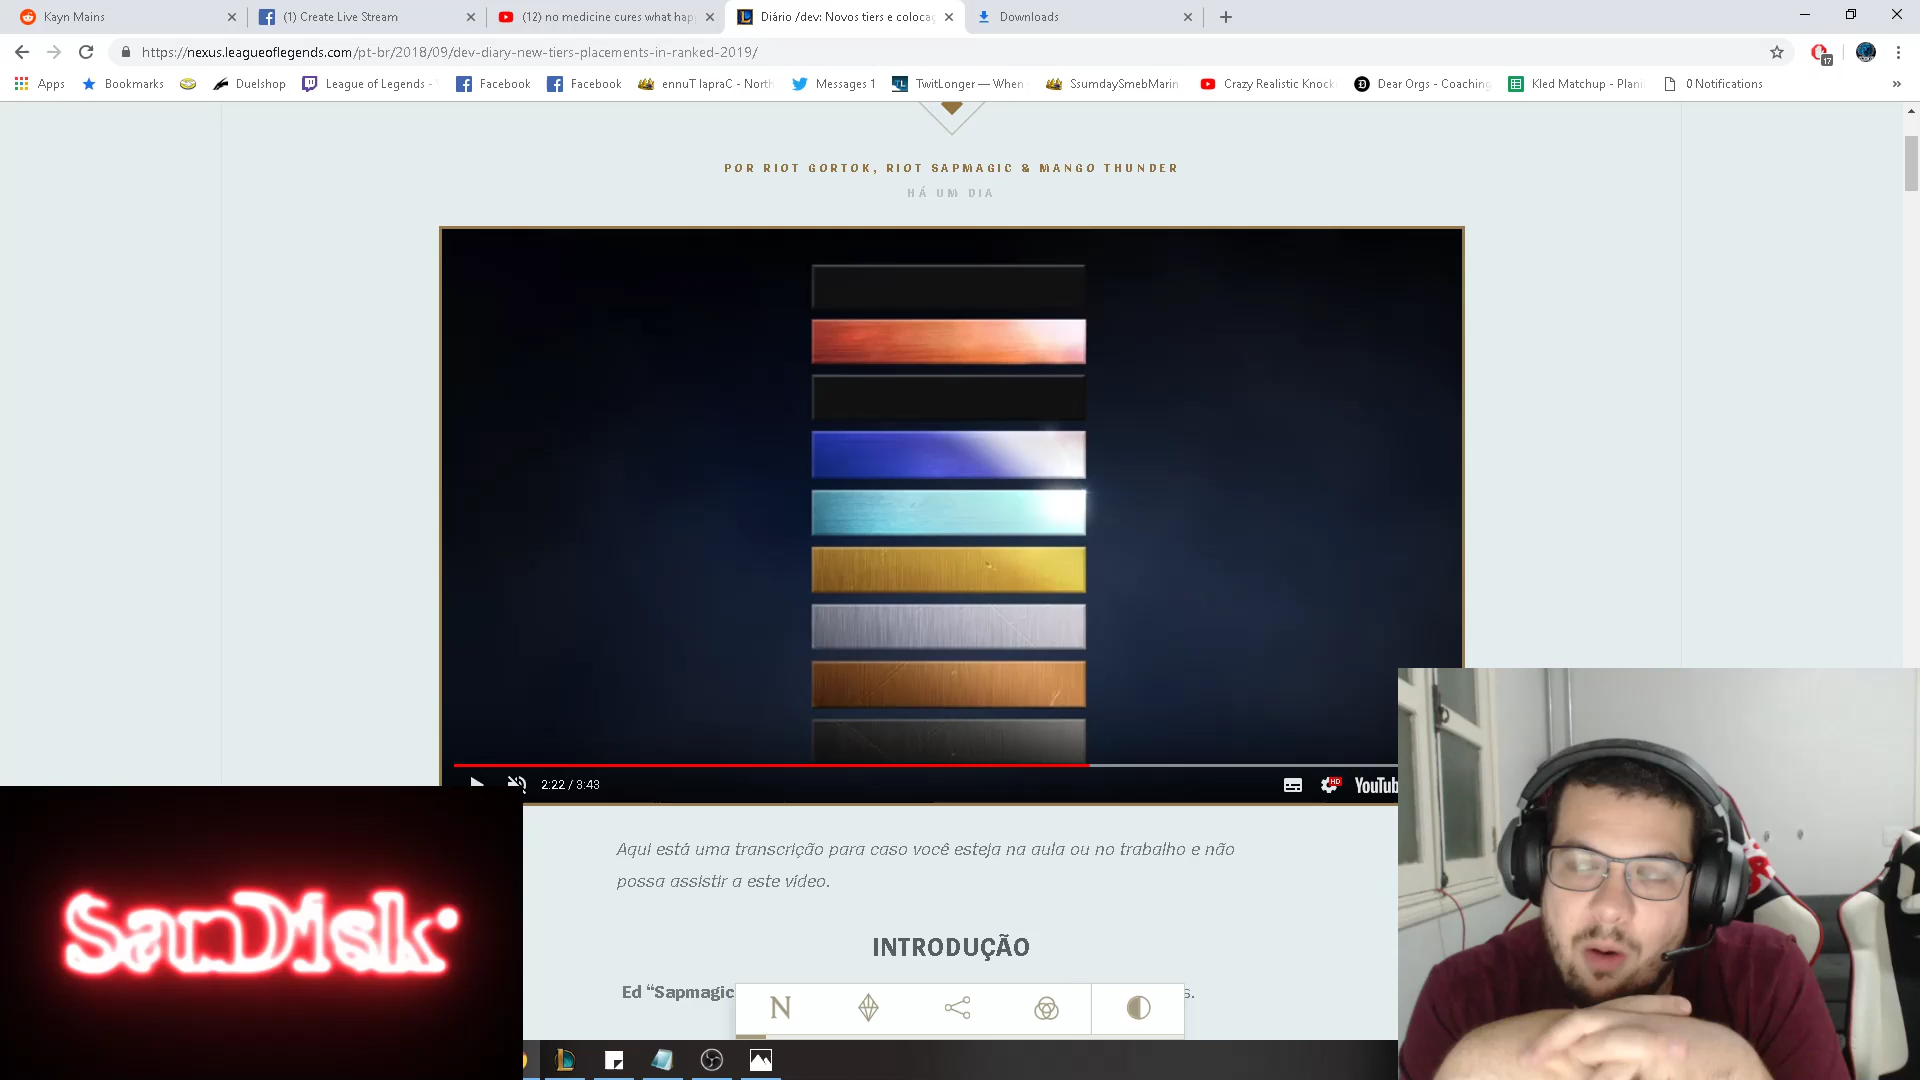 Kayn Mains
(1) Create Live Stream
(12) no medicine cures what hap
Diário /dev: Novos tiers e colocaç
Downloads
https://nexus.leagueoflegends.com/pt-br/2018/09/dev-diary-new-tiers-placements-in-ranked-2019/
17
Apps
Bookmarks
Duelshop
League of Legends -
Facebook
Facebook
ennuT lapraC - North
Messages 1
TwitLonger — When
SsumdaySmebMarin
Crazy Realistic Knock
Dear Orgs - Coaching
Kled Matchup - Plani
0 Notifications
»
POR RIOT GORTOK, RIOT SAPMAGIC & MANGO THUNDER
HÁ UM DIA
2:22 / 3:43
HD
YouTub
Aqui está uma transcrição para caso você esteja na aula ou no trabalho e não
possa assistir a este vídeo.
SanDisk
INTRODUÇÃO
Ed “Sapmagic
s.
N